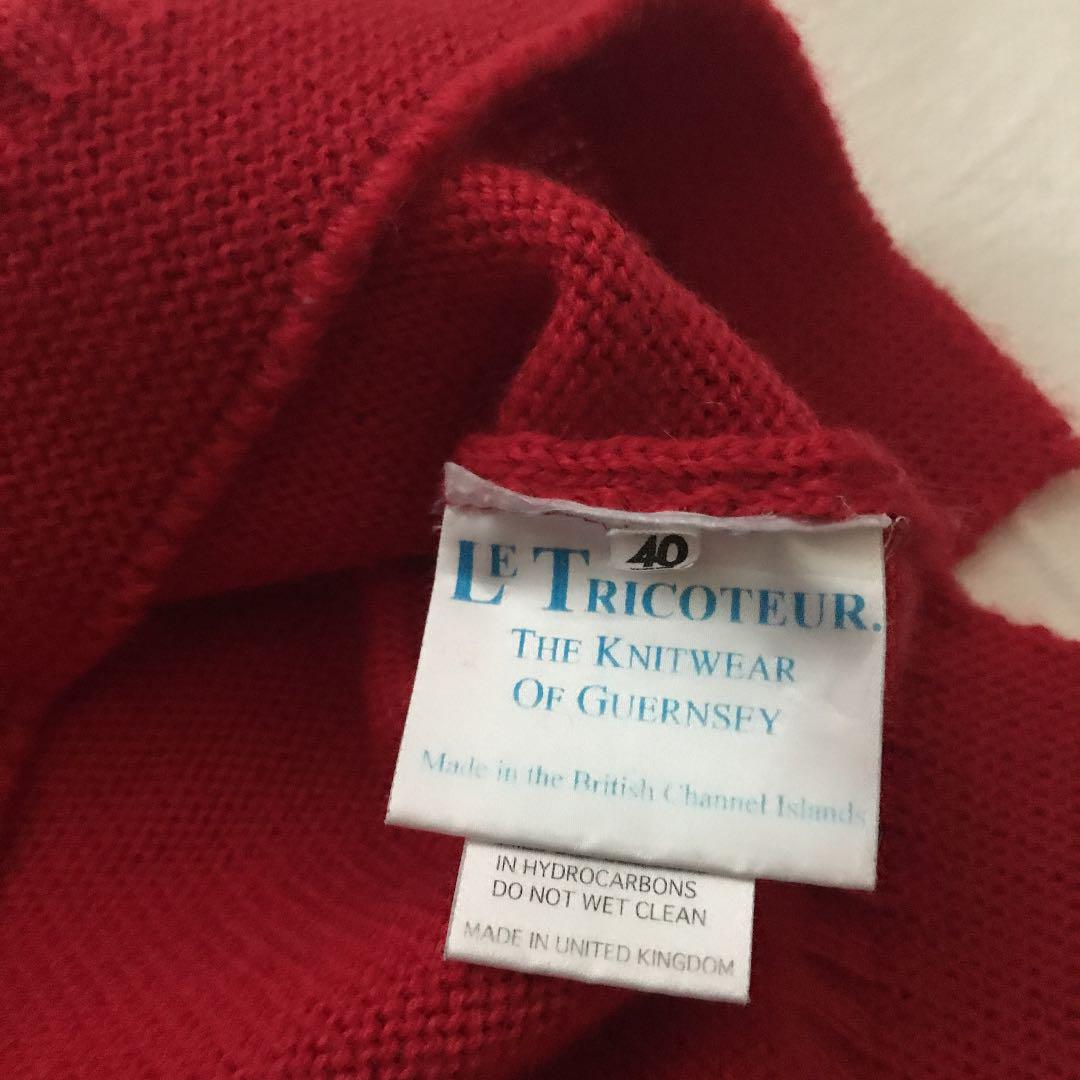 40
LE TRICOTEUR.
THE KNITWEAR
OF GUERNSEY
Made in the British Channel Islands
IN HYDROCARBONS
DO NOT WET CLEAN
MADE IN UNITED KINGDOM